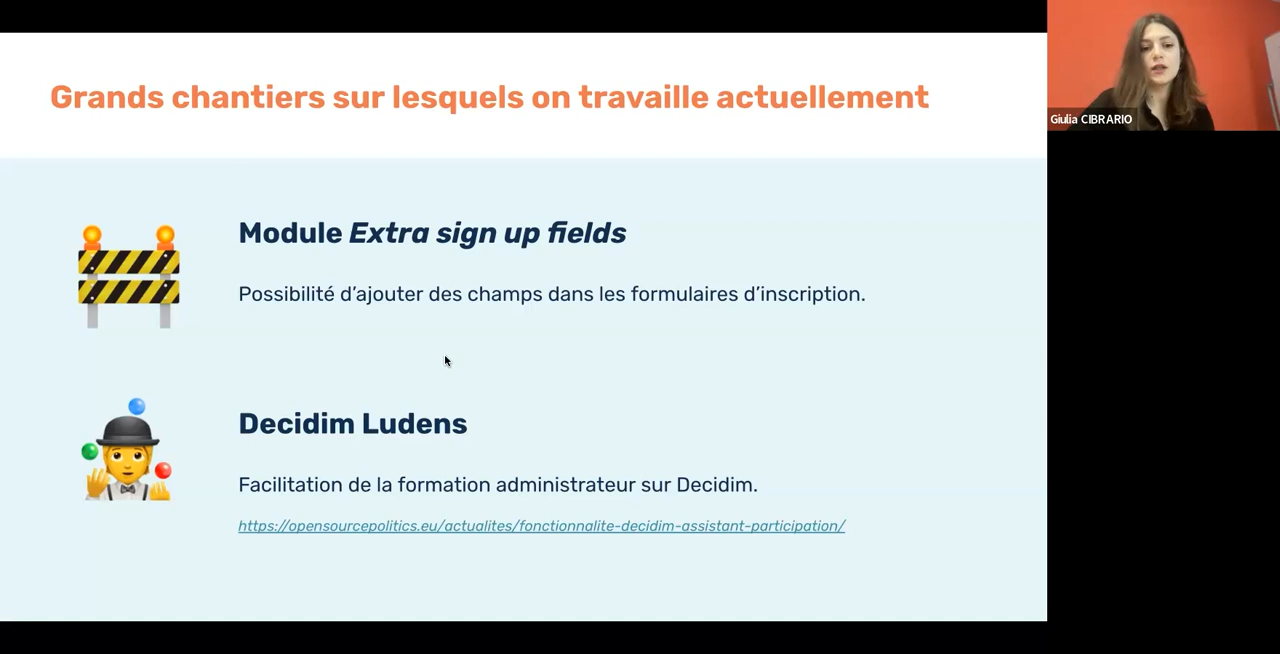 Grands chantiers sur lesquels on travaille actuellement
Giulia CIBRARIO
Module Extra sign up fields
Possibilité d’ajouter des champs dans les formulaires d’inscription.
Decidim Ludens
Facilitation de la formation administrateur sur Decidim.
https://opensourcepolitics.eu/actualites/fonctionnalite-decidim-assistant-participation/